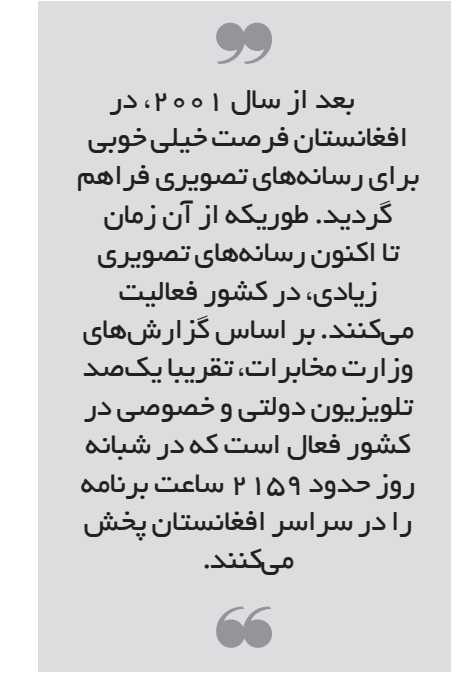 بعد از سال ۲۰۰۱، در
افغانستان فرصت خیلی خوبی
برای رسانه‌های تصویری فراهم
گردید. طوریکه از آن زمان
تا اکنون رسانه‌های تصویری
زیادی، در کشور فعالیت
می‌کنند. بر اساس گزارش‌های
وزارت مخابرات، تقریبا یک‌صد
تلویزیون دولتی و خصوصی در
کشور فعال است که در شبانه
روز حدود ۲۱۵۹ ساعت برنامه
را در سراسر افغانستان پخش
می‌کنند.